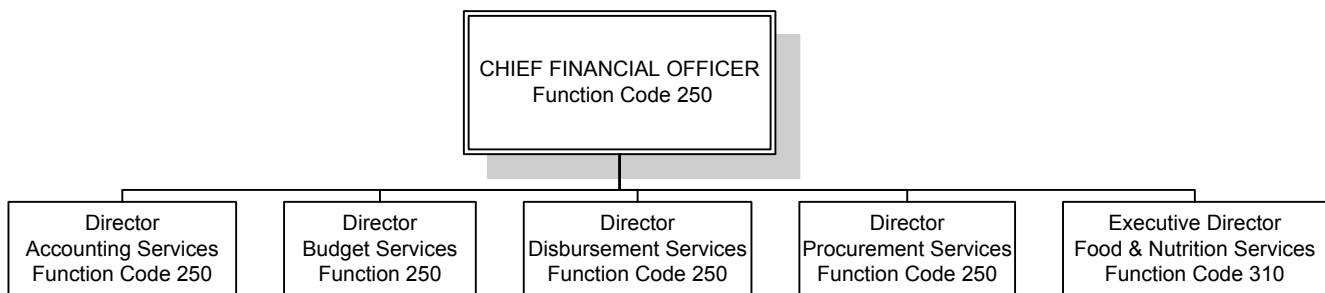 CHIEF FINANCIAL OFFICER
Function Code 250
Director
Accounting Services
Function Code 250
Director
Budget Services
Function 250
Director
Disbursement Services
Function Code 250
Director
Procurement Services
Function Code 250
Executive Director
Food & Nutrition Services
Function Code 310